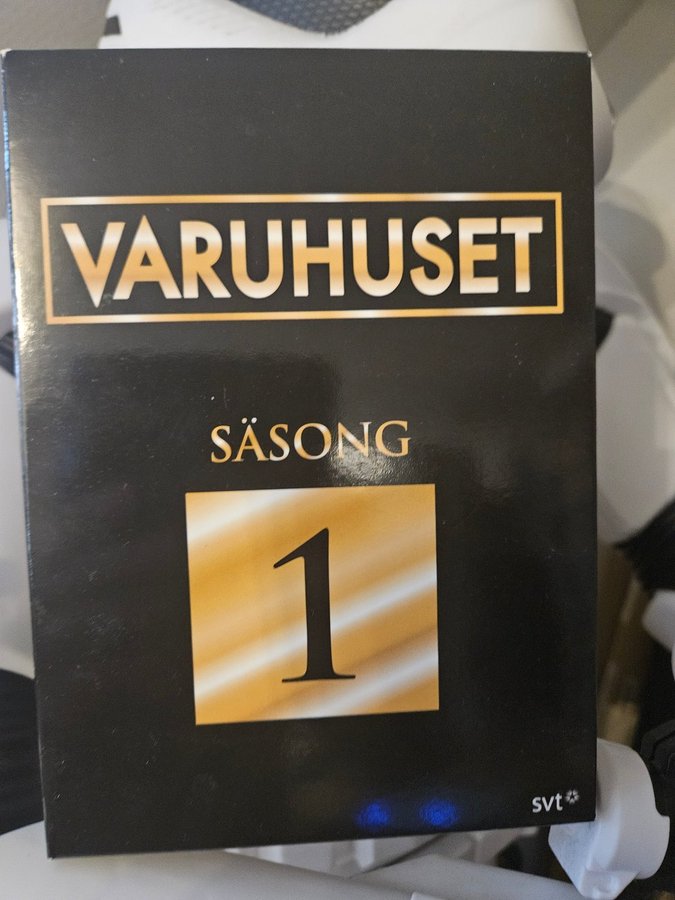 VARUHUSET
SÄSONG
1
svt